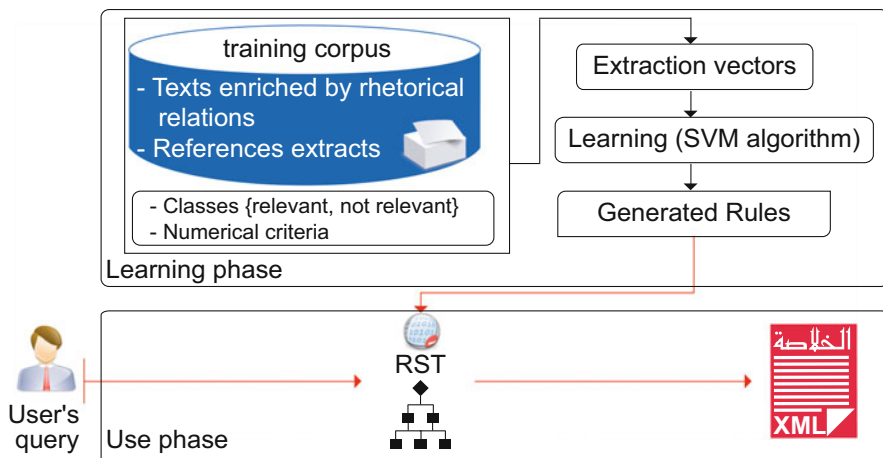 training corpus
- Texts enriched by rhetorical
relations
- References extracts
- Classes {relevant, not relevant}
- Numerical criteria
Learning phase
Extraction vectors
Learning (SVM algorithm)
Generated Rules
User's
query
Use phase
RST
الخلاصة
XML